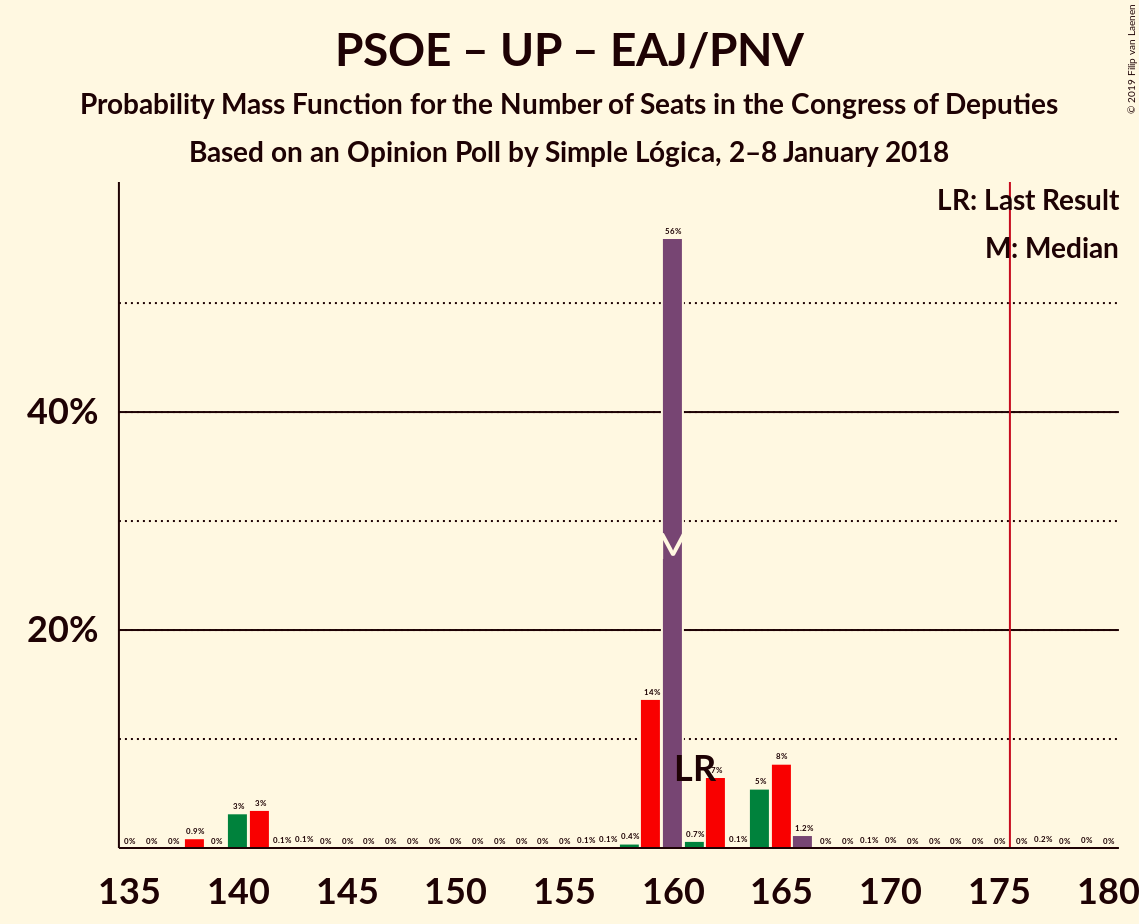 PSOE – UP – EAJ/PNV
Probability Mass Function for the Number of Seats in the Congress of Deputies
Based on an Opinion Poll by Simple Lógica, 2–8 January 2018
© 2019 Filip van Laenen
LR: Last Result
M: Median
40%
20%
0% 0% 0% 0.9% 0% 3% 3% 0.1% 0.1% 0% 0% 0% 0% 0% 0% 0% 0% 0% 0% 0% 0% 0.1% 0.1% 0.4% 14% 56% 0.7% 7% 0.1% 5% 8% 1.2% 0% 0% 0.1% 0% 0% 0% 0% 0% 0% 0% 0.2% 0% 0% 0%
M
LR
135 140 145 150 155 160 165 170 175 180